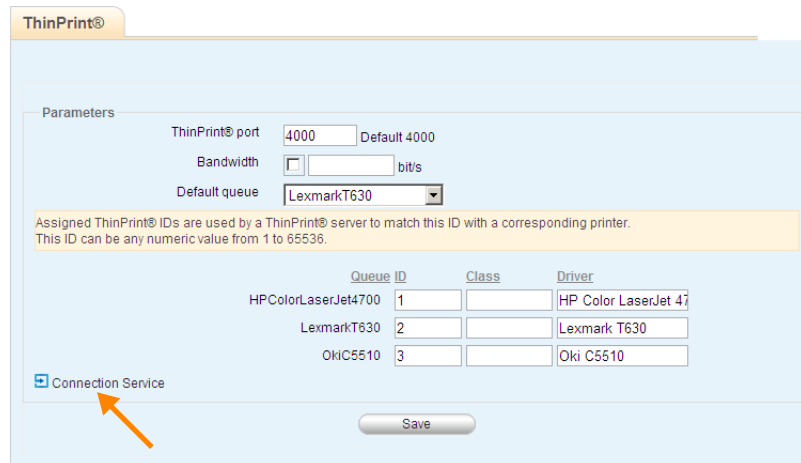 ThinPrint®
Parameters
ThinPrint® port 4000 Default 4000
Bandwidth bit/s
Default queue LexmarkT630
Assigned ThinPrint® IDs are used by a ThinPrint® server to match this ID with a corresponding printer.
This ID can be any numeric value from 1 to 65536.
Queue ID Class Driver
HPColorLaserJet4700 1 HP Color LaserJet 47
LexmarkT630 2 Lexmark T630
OkiC5510 3 Oki C5510
Connection Service
Save